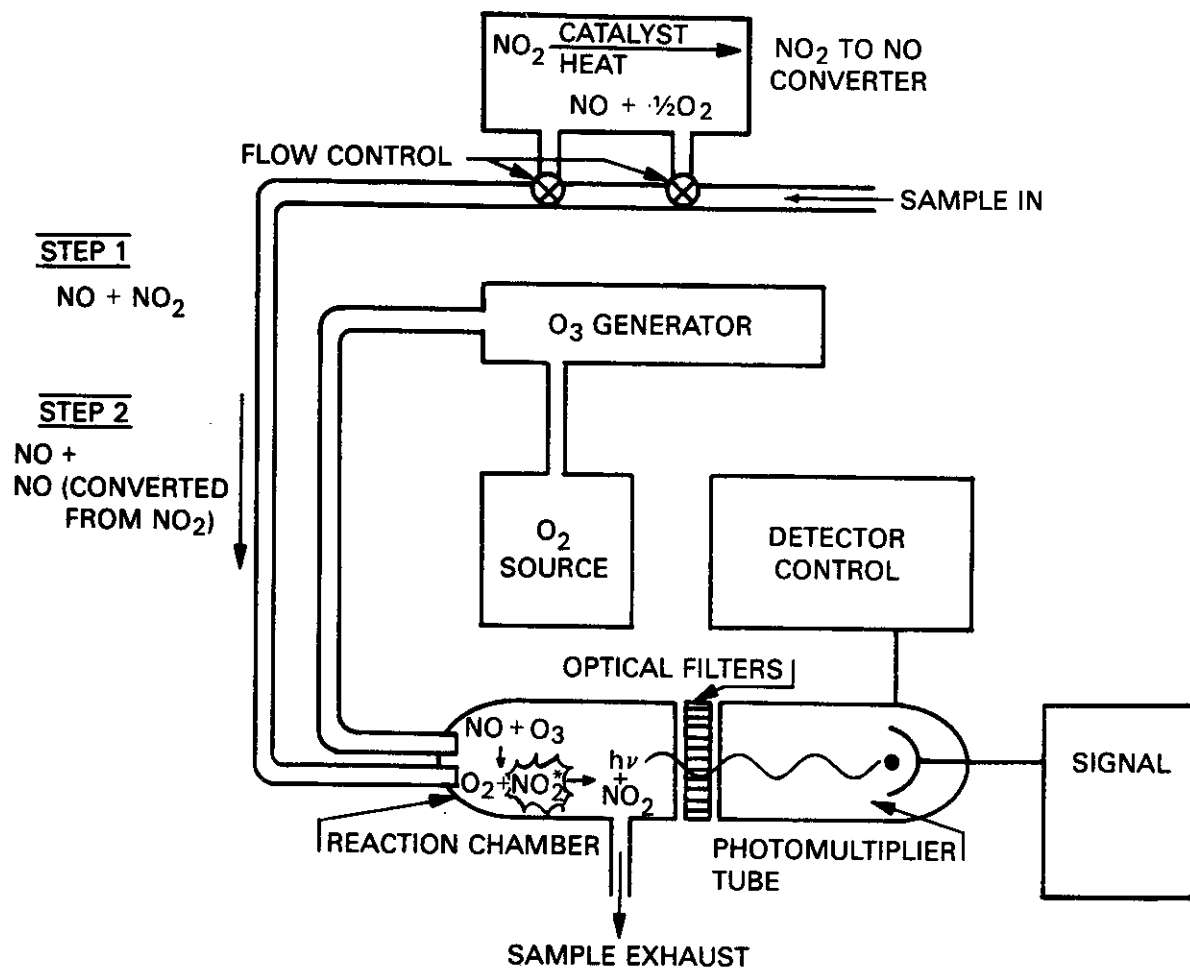 NO₂ CATALYST HEAT
NO + ·½O₂
NO₂ TO NO
CONVERTER
FLOW CONTROL
SAMPLE IN
STEP 1
NO + NO₂
O₃ GENERATOR
STEP 2
NO +
NO (CONVERTED
FROM NO₂)
O₂
SOURCE
DETECTOR
CONTROL
OPTICAL FILTERS
NO + O₃
O₂ + NO₂*
hν
+
NO₂
SIGNAL
REACTION CHAMBER
PHOTOMULTIPLIER
TUBE
SAMPLE EXHAUST